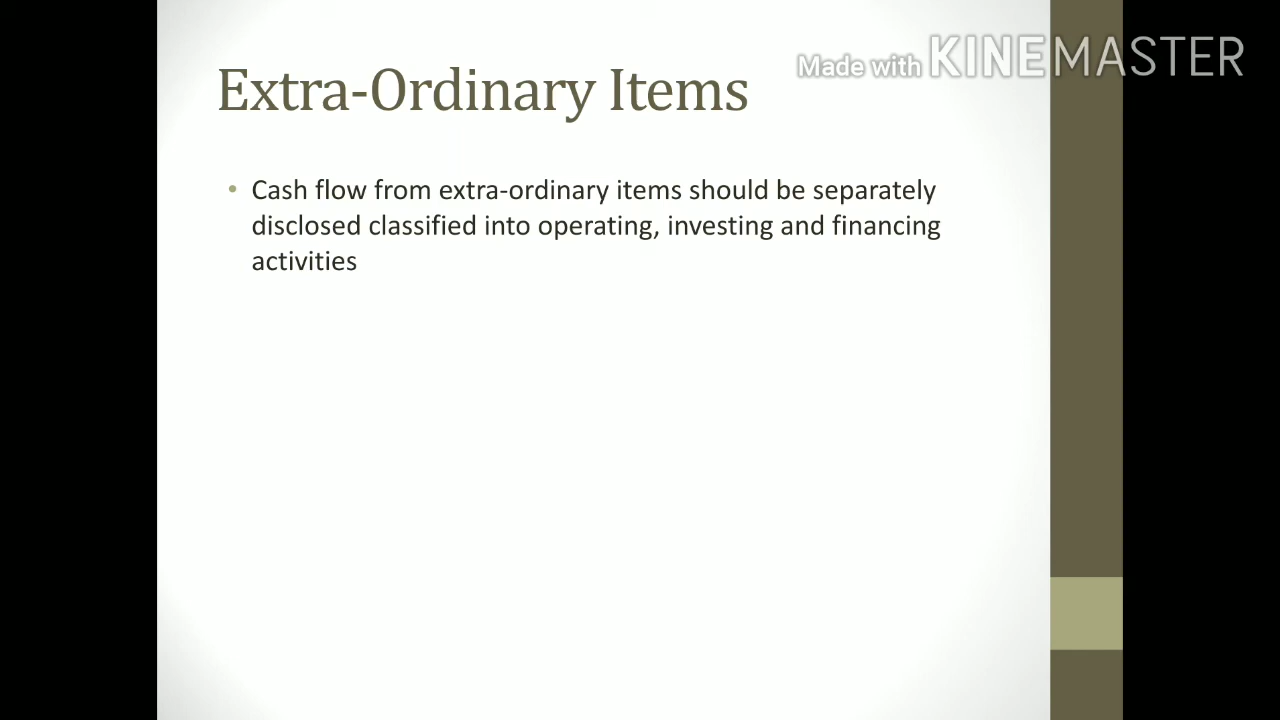 Made with KINEMASTER
Extra-Ordinary Items
• Cash flow from extra-ordinary items should be separately
disclosed classified into operating, investing and financing
activities